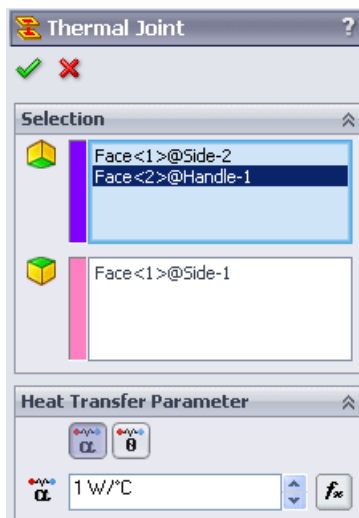 Thermal Joint ?
Selection
Face<1>@Side-2
Face<2>@Handle-1
Face<1>@Side-1
Heat Transfer Parameter
α θ
α 1 W/°C fx